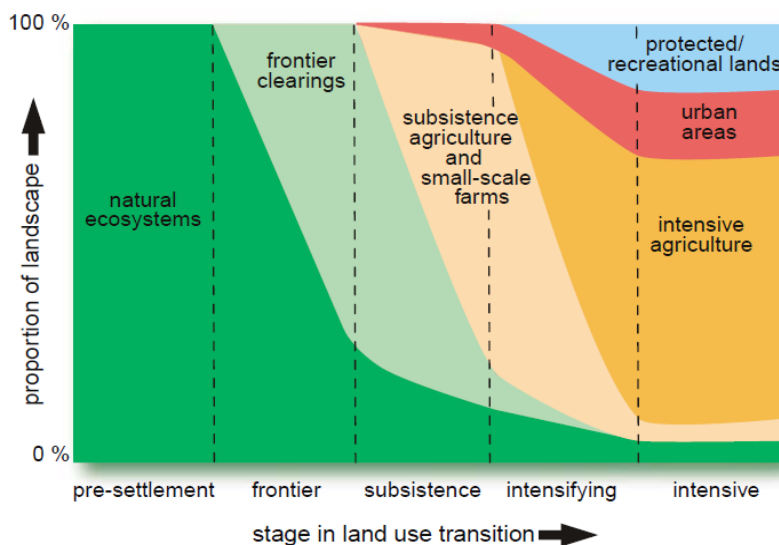 100 %
proportion of landscape
0 %
natural
ecosystems
frontier
clearings
subsistence
agriculture
and
small-scale
farms
protected/
recreational lands
urban
areas
intensive
agriculture
pre-settlement
frontier
subsistence
intensifying
intensive
stage in land use transition